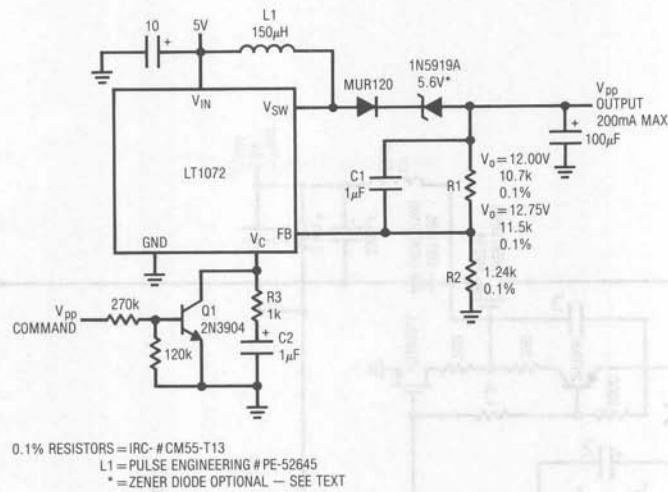 L1
150µH
10
+
5V
1N5919A
5.6V*
MUR120
VIN
VSW
Vpp
OUTPUT
200mA MAX
+
100µF
LT1072
C1
1µF
R1
VO=12.00V
10.7k
0.1%
VO=12.75V
11.5k
0.1%
FB
GND
VC
R2
1.24k
0.1%
Vpp
COMMAND
270k
Q1
2N3904
R3
1k
+
C2
1µF
120k
0.1% RESISTORS = IRC-#CM55-T13
L1 = PULSE ENGINEERING #PE-52645
* = ZENER DIODE OPTIONAL — SEE TEXT